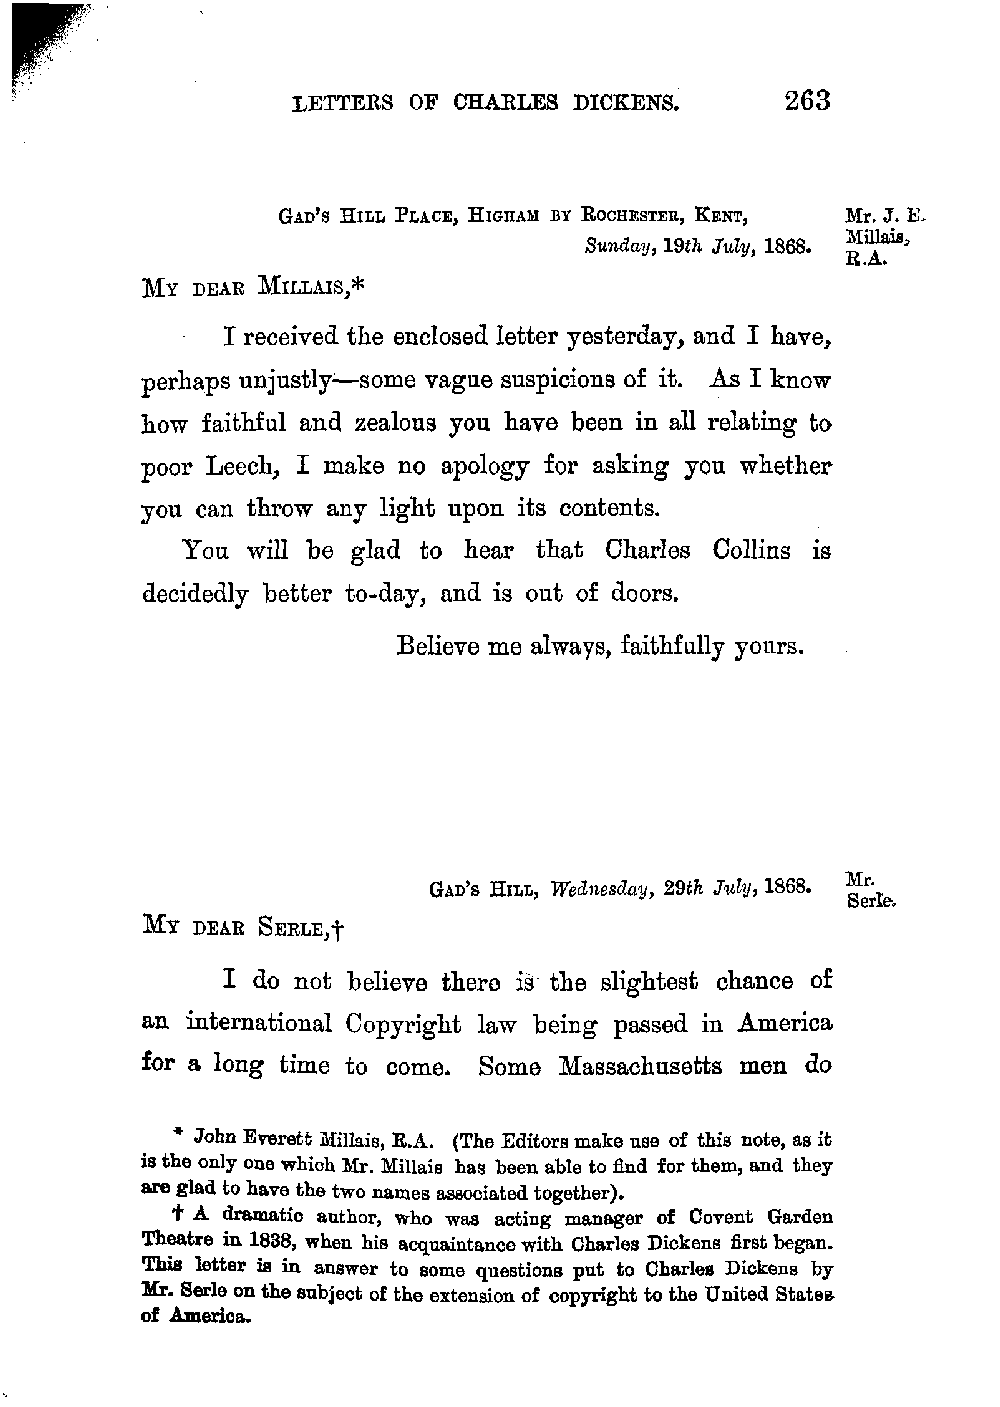 LETTERS OF CHARLES DICKENS. 263
GAD'S HILL PLACE, HIGHAM BY ROCHESTER, KENT,
Sunday, 19th July, 1868.
Mr. J. E.
Millais,
R.A.
MY DEAR MILLAIS,*
I received the enclosed letter yesterday, and I have,
perhaps unjustly—some vague suspicions of it. As I know
how faithful and zealous you have been in all relating to
poor Leech, I make no apology for asking you whether
you can throw any light upon its contents.
You will be glad to hear that Charles Collins is
decidedly better to-day, and is out of doors.
Believe me always, faithfully yours.
GAD'S HILL, Wednesday, 29th July, 1868.
Mr.
Serle.
MY DEAR SERLE,†
I do not believe there is the slightest chance of
an international Copyright law being passed in America
for a long time to come. Some Massachusetts men do
* John Everett Millais, R.A. (The Editors make use of this note, as it
is the only one which Mr. Millais has been able to find for them, and they
are glad to have the two names associated together).
† A dramatic author, who was acting manager of Covent Garden
Theatre in 1838, when his acquaintance with Charles Dickens first began.
This letter is in answer to some questions put to Charles Dickens by
Mr. Serle on the subject of the extension of copyright to the United States
of America.